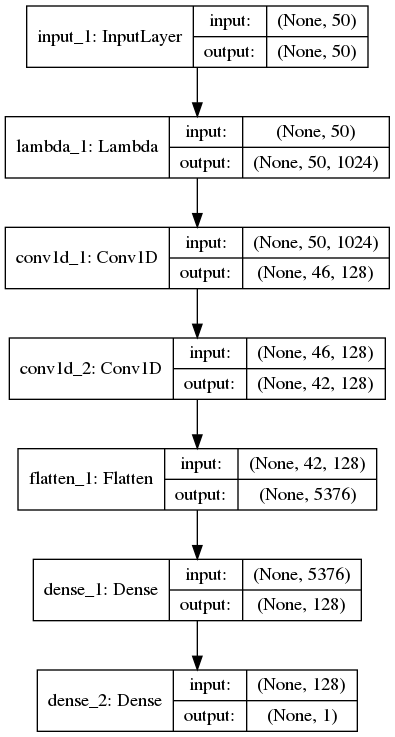 input_1: InputLayer
input: (None, 50)
output: (None, 50)
lambda_1: Lambda
input: (None, 50)
output: (None, 50, 1024)
conv1d_1: Conv1D
input: (None, 50, 1024)
output: (None, 46, 128)
conv1d_2: Conv1D
input: (None, 46, 128)
output: (None, 42, 128)
flatten_1: Flatten
input: (None, 42, 128)
output: (None, 5376)
dense_1: Dense
input: (None, 5376)
output: (None, 128)
dense_2: Dense
input: (None, 128)
output: (None, 1)